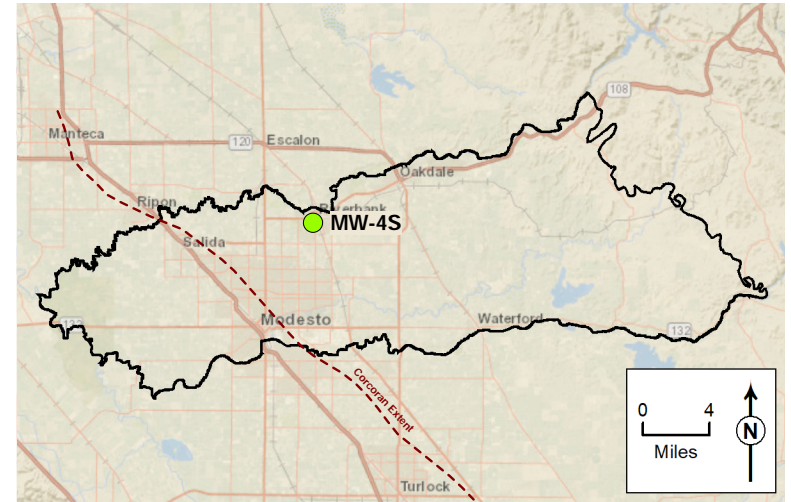 108
Manteca
120
Escalon
Oakdale
Ripon
Riverbank
MW-4S
Salida
132
Modesto
Waterford
132
Corcoran Extent
0 4
Miles
N
Turlock